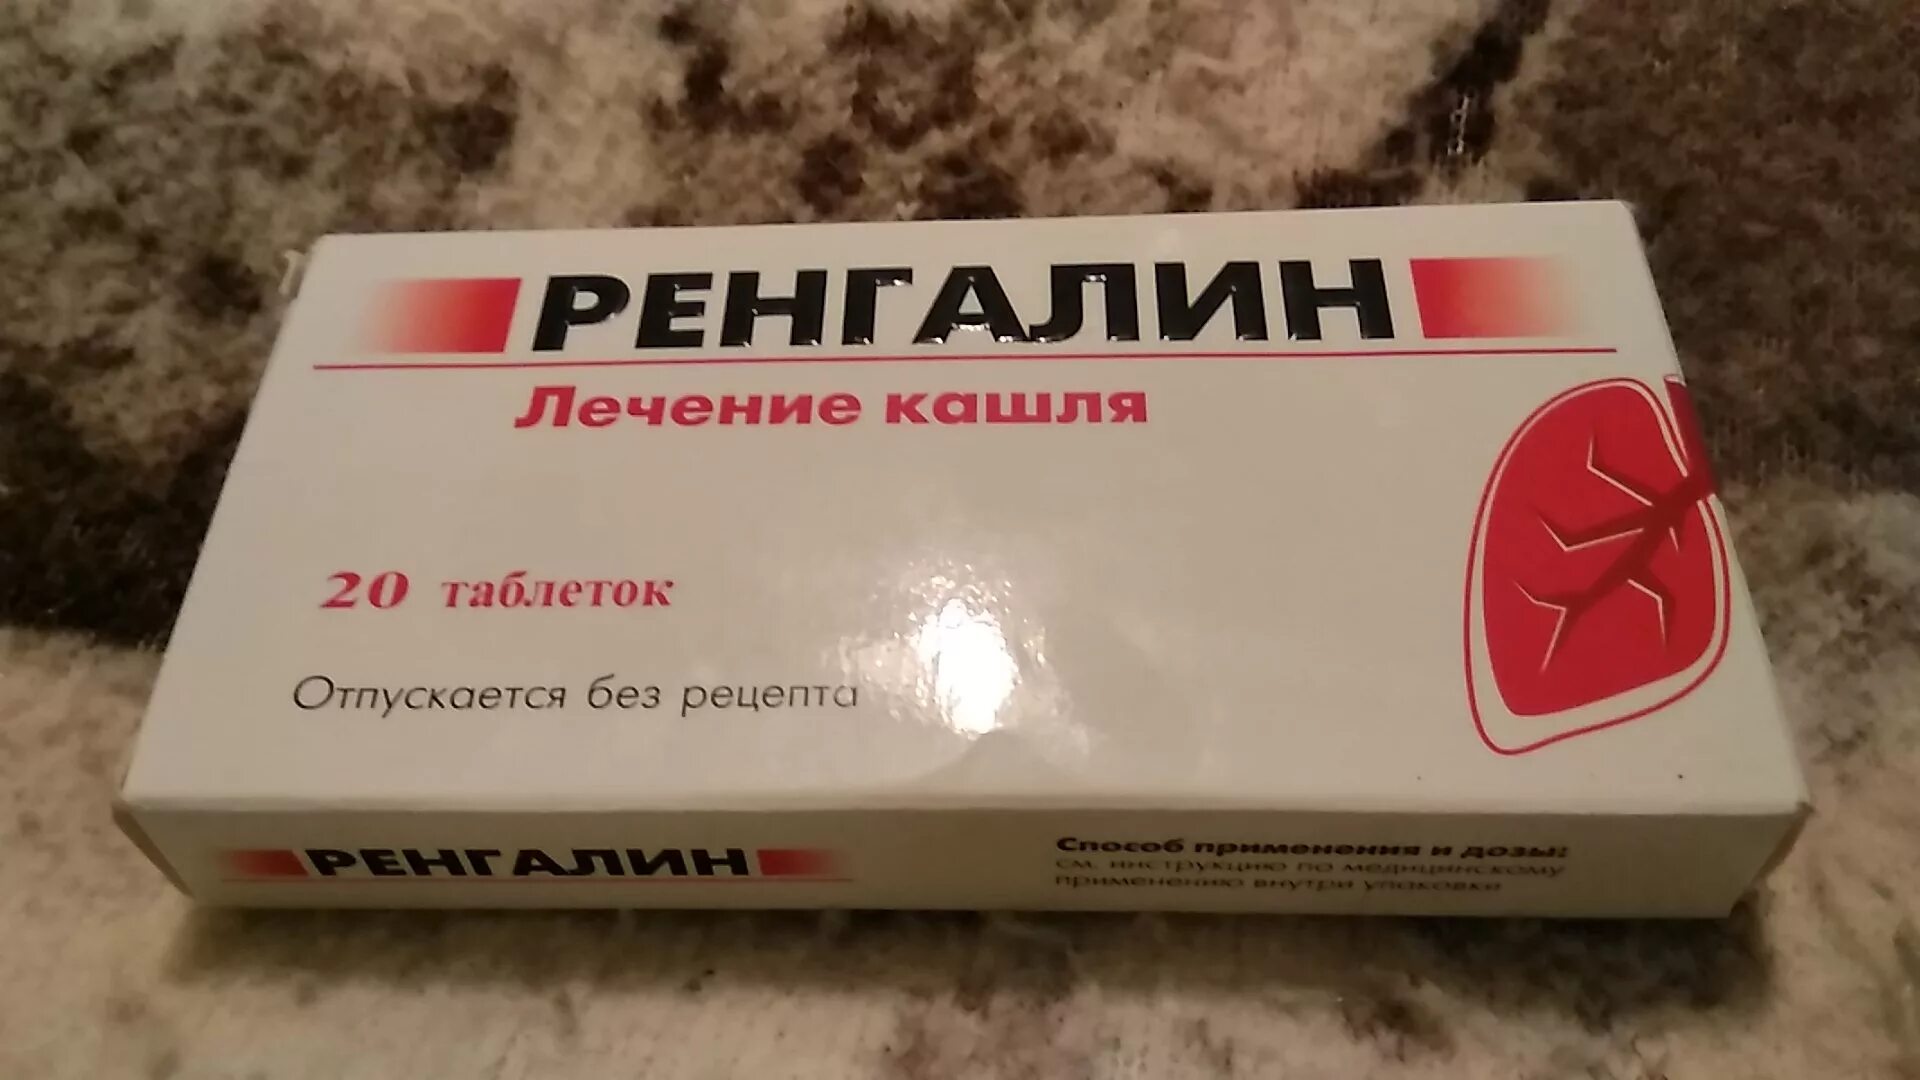 РЕНГАЛИН
Лечение кашля
20 таблеток
Отпускается без рецепта
РЕНГАЛИН
Способ применения и дозы:
см. инструкцию по медицинскому
применению внутри упаковки